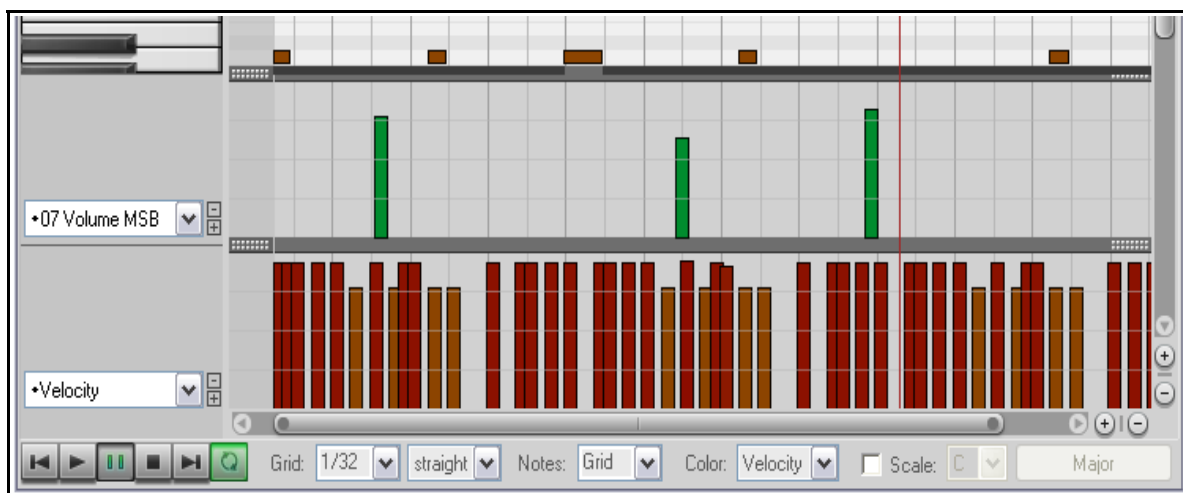 •07 Volume MSB
•Velocity
Grid: 1/32 straight Notes: Grid Color: Velocity Scale: C Major